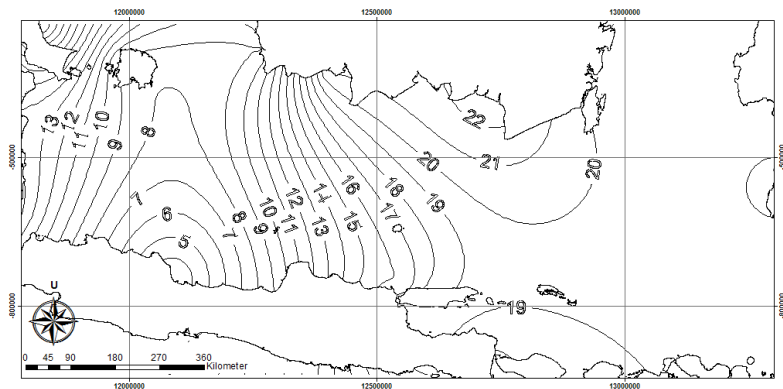 12000000 12500000 13000000
22
13 12 11 10 9 8
-500000 20 21 20 -500000
7 6 8 10 12 14 16 18 19
5 7 9 11 13 15 17
U
-800000 19 -800000
0 45 90 180 270 360
Kilometer
12000000 12500000 13000000